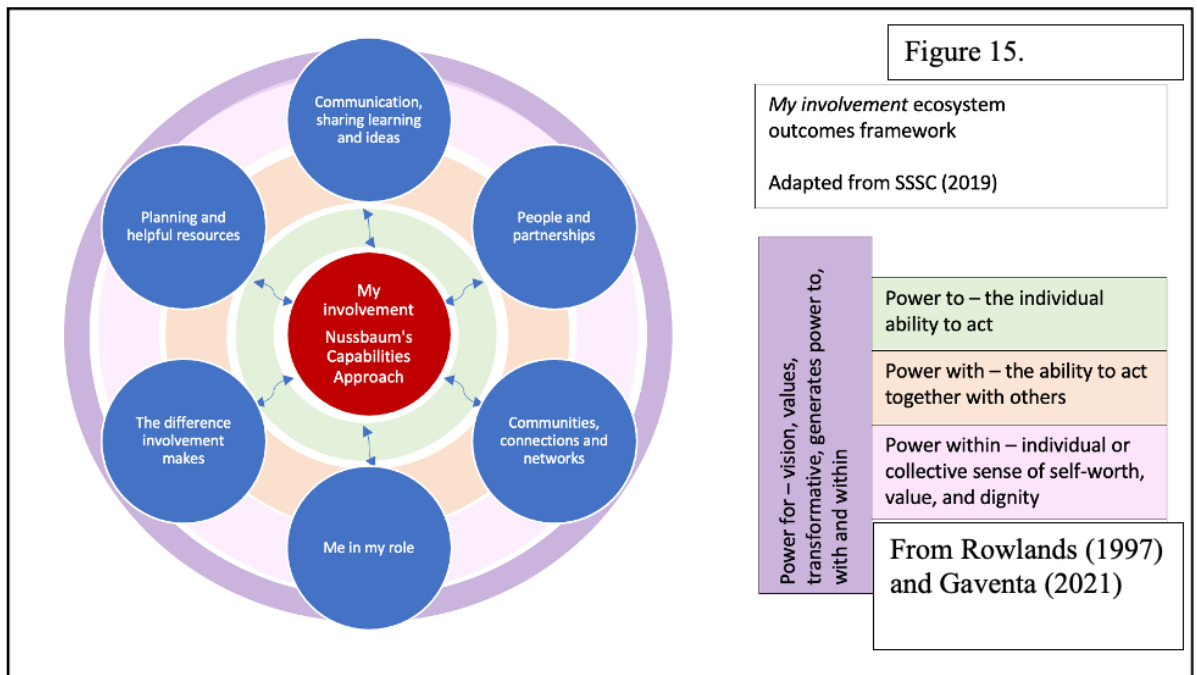 Figure 15.
My involvement ecosystem
outcomes framework
Adapted from SSSC (2019)
Communication,
sharing learning
and ideas
People and
partnerships
Communities,
connections and
networks
Me in my role
The difference
involvement
makes
Planning and
helpful resources
My
involvement
Nussbaum's
Capabilities
Approach
Power for – vision, values,
transformative, generates power to,
with and within
Power to – the individual
ability to act
Power with – the ability to act
together with others
Power within – individual or
collective sense of self-worth,
value, and dignity
From Rowlands (1997)
and Gaventa (2021)